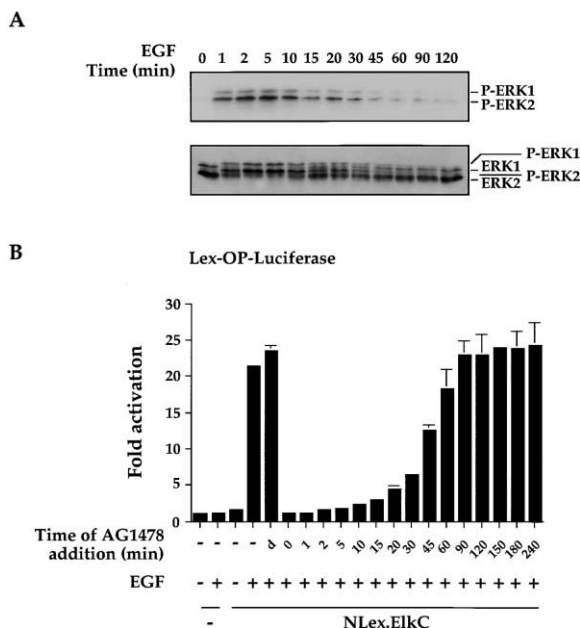 A
EGF
Time (min) 0 1 2 5 10 15 20 30 45 60 90 120
P-ERK1
P-ERK2
P-ERK1
ERK1
ERK2 P-ERK2
B
Lex-OP-Luciferase
Fold activation
30
25
20
15
10
5
0
Time of AG1478
addition (min) - - - - d 0 1 2 5 10 15 20 30 45 60 90 120 150 180 240
EGF - + - + + + + + + + + + + + + + + + + +
- NLex.ElkC